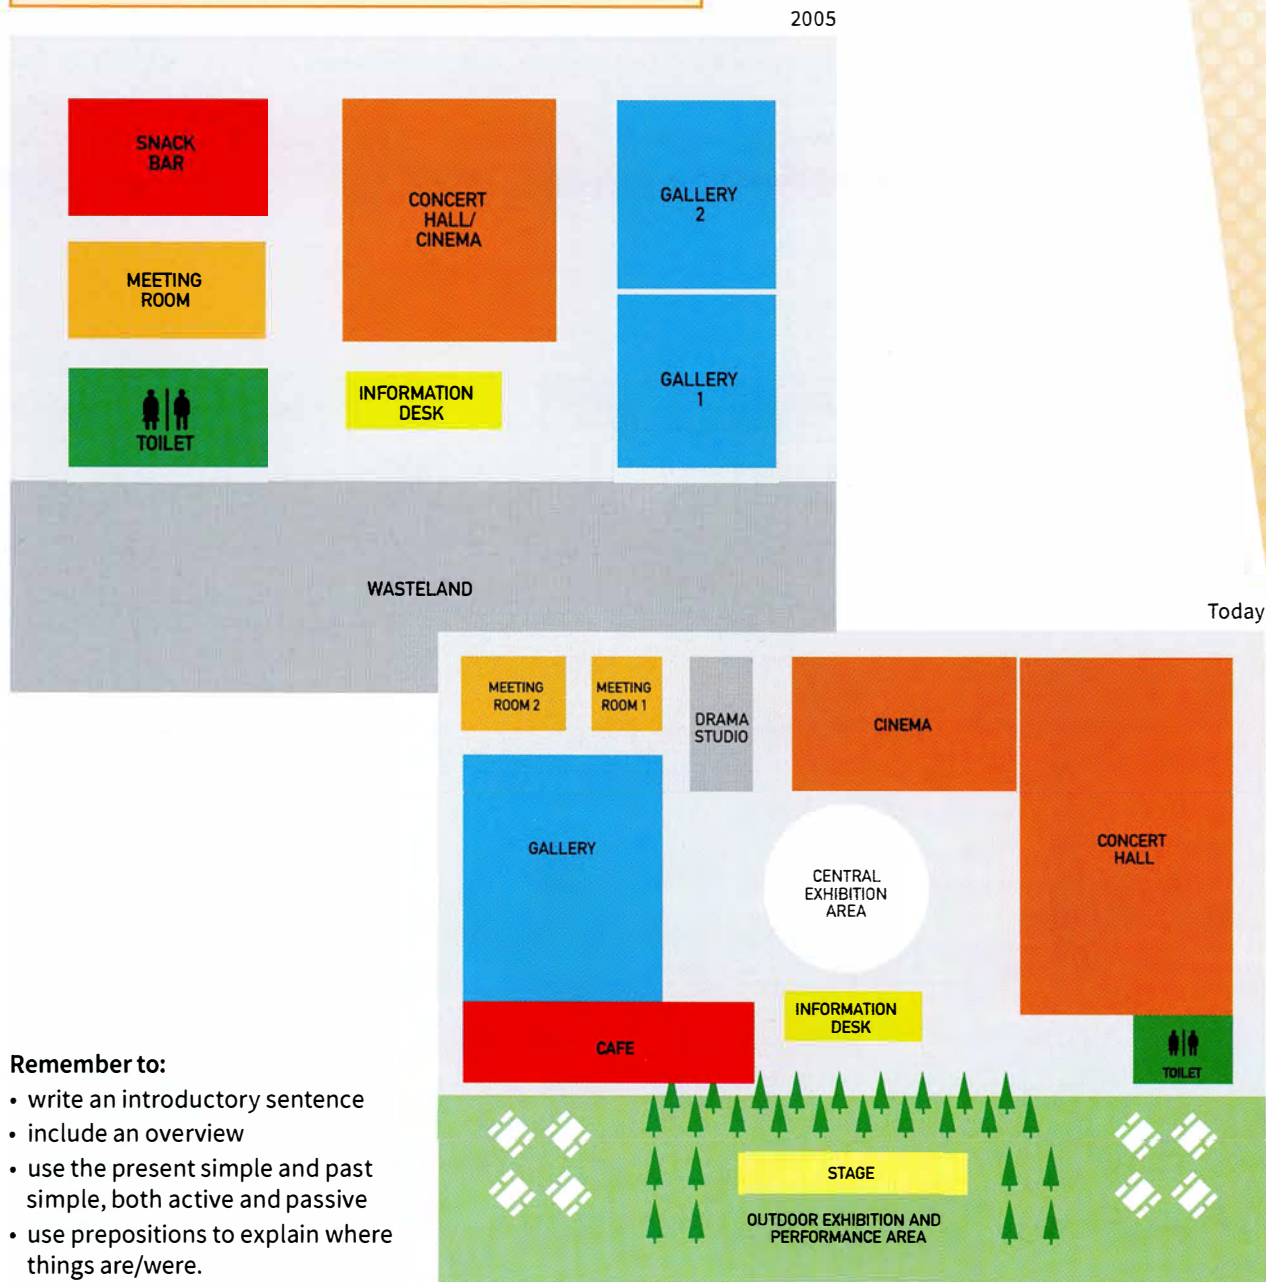 2005
SNACK
BAR
CONCERT
HALL/
CINEMA
GALLERY
2
MEETING
ROOM
GALLERY
1
INFORMATION
DESK
TOILET
WASTELAND
Today
MEETING
ROOM 2
MEETING
ROOM 1
DRAMA
STUDIO
CINEMA
GALLERY
CONCERT
HALL
CENTRAL
EXHIBITION
AREA
INFORMATION
DESK
CAFE
TOILET
STAGE
OUTDOOR EXHIBITION AND
PERFORMANCE AREA
Remember to:
• write an introductory sentence
• include an overview
• use the present simple and past
simple, both active and passive
• use prepositions to explain where
things are/were.